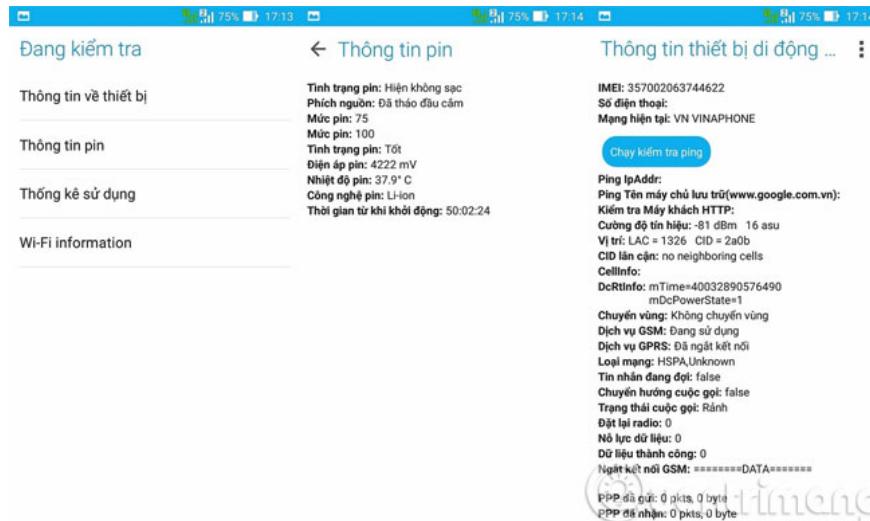 75% 17:13
Đang kiểm tra
Thông tin về thiết bị
Thông tin pin
Thống kê sử dụng
Wi-Fi information
75% 17:14
Thông tin pin
Tình trạng pin: Hiện không sạc
Phích nguồn: Đã tháo đầu cắm
Mức pin: 75
Mức pin: 100
Tình trạng pin: Tốt
Điện áp pin: 4222 mV
Nhiệt độ pin: 37.9° C
Công nghệ pin: Li-ion
Thời gian từ khi khởi động: 50:02:24
75% 17:14
Thông tin thiết bị di động ...
IMEI: 357002063744622
Số điện thoại:
Mạng hiện tại: VN VINAPHONE
Chạy kiểm tra ping
Ping IpAddr:
Ping Tên máy chủ lưu trữ(www.google.com.vn):
Kiểm tra Máy khách HTTP:
Cường độ tín hiệu: -81 dBm 16 asu
Vị trí: LAC = 1326 CID = 2a0b
CID lân cận: no neighboring cells
CellInfo:
DcRtInfo: mTime=40032890576490
mDcPowerState=1
Chuyển vùng: Không chuyển vùng
Dịch vụ GSM: Đang sử dụng
Dịch vụ GPRS: Đã ngắt kết nối
Loại mạng: HSPA,Unknown
Tin nhắn đang đợi: false
Chuyển hướng cuộc gọi: false
Trạng thái cuộc gọi: Rảnh
Đặt lại radio: 0
Nỗ lực dữ liệu: 0
Dữ liệu thành công: 0
Ngắt kết nối GSM: ========DATA=======
PPP đã gửi: 0 pkts, 0 byte
PPP đã nhận: 0 pkts, 0 byte